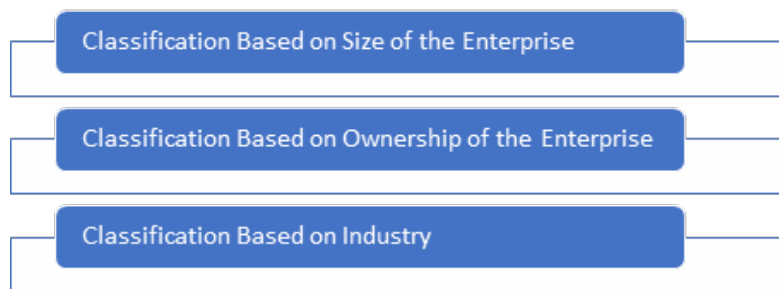 Classification Based on Size of the Enterprise
Classification Based on Ownership of the Enterprise
Classification Based on Industry